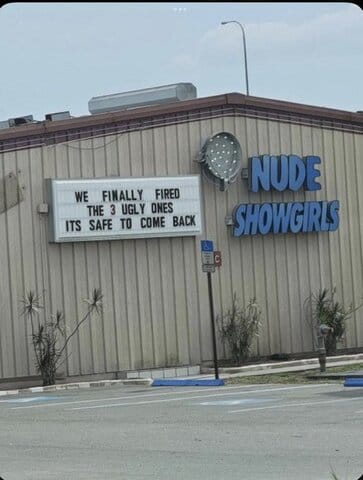 WE FINALLY FIRED
THE 3 UGLY ONES
ITS SAFE TO COME BACK
NUDE
SHOWGIRLS
C